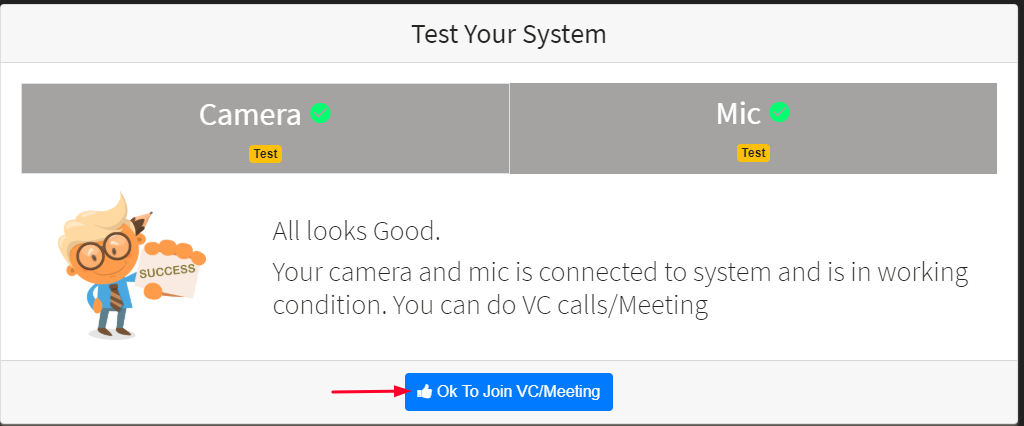 Test Your System
Camera
Mic
Test
Test
SUCCESS
All looks Good.
Your camera and mic is connected to system and is in working
condition. You can do VC calls/Meeting
Ok To Join VC/Meeting